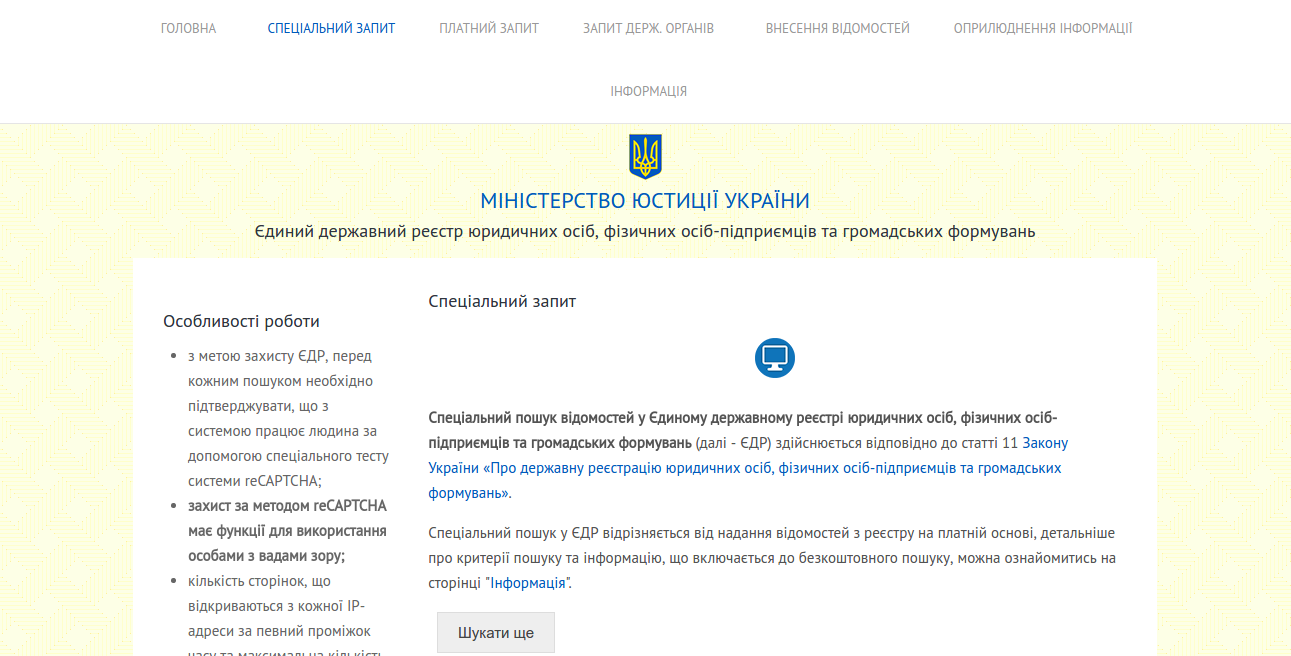 ГОЛОВНА
СПЕЦІАЛЬНИЙ ЗАПИТ
ПЛАТНИЙ ЗАПИТ
ЗАПИТ ДЕРЖ. ОРГАНІВ
ВНЕСЕННЯ ВІДОМОСТЕЙ
ОПРИЛЮДНЕННЯ ІНФОРМАЦІЇ
ІНФОРМАЦІЯ
МІНІСТЕРСТВО ЮСТИЦІЇ УКРАЇНИ
Єдиний державний реєстр юридичних осіб, фізичних осіб-підприємців та громадських формувань
Особливості роботи
з метою захисту ЄДР, перед
кожним пошуком необхідно
підтверджувати, що з
системою працює людина за
допомогою спеціального тесту
системи reCAPTCHA;
захист за методом reCAPTCHA
має функції для використання
особами з вадами зору;
кількість сторінок, що
відкриваються з кожної IP-
адреси за певний проміжок
часу та максимальна кількість
Спеціальний запит
Спеціальний пошук відомостей у Єдиному державному реєстрі юридичних осіб, фізичних осіб-
підприємців та громадських формувань (далі - ЄДР) здійснюється відповідно до статті 11 Закону
України «Про державну реєстрацію юридичних осіб, фізичних осіб-підприємців та громадських
формувань».
Спеціальний пошук у ЄДР відрізняється від надання відомостей з реєстру на платній основі, детальніше
про критерії пошуку та інформацію, що включається до безкоштовного пошуку, можна ознайомитись на
сторінці "Інформація".
Шукати ще